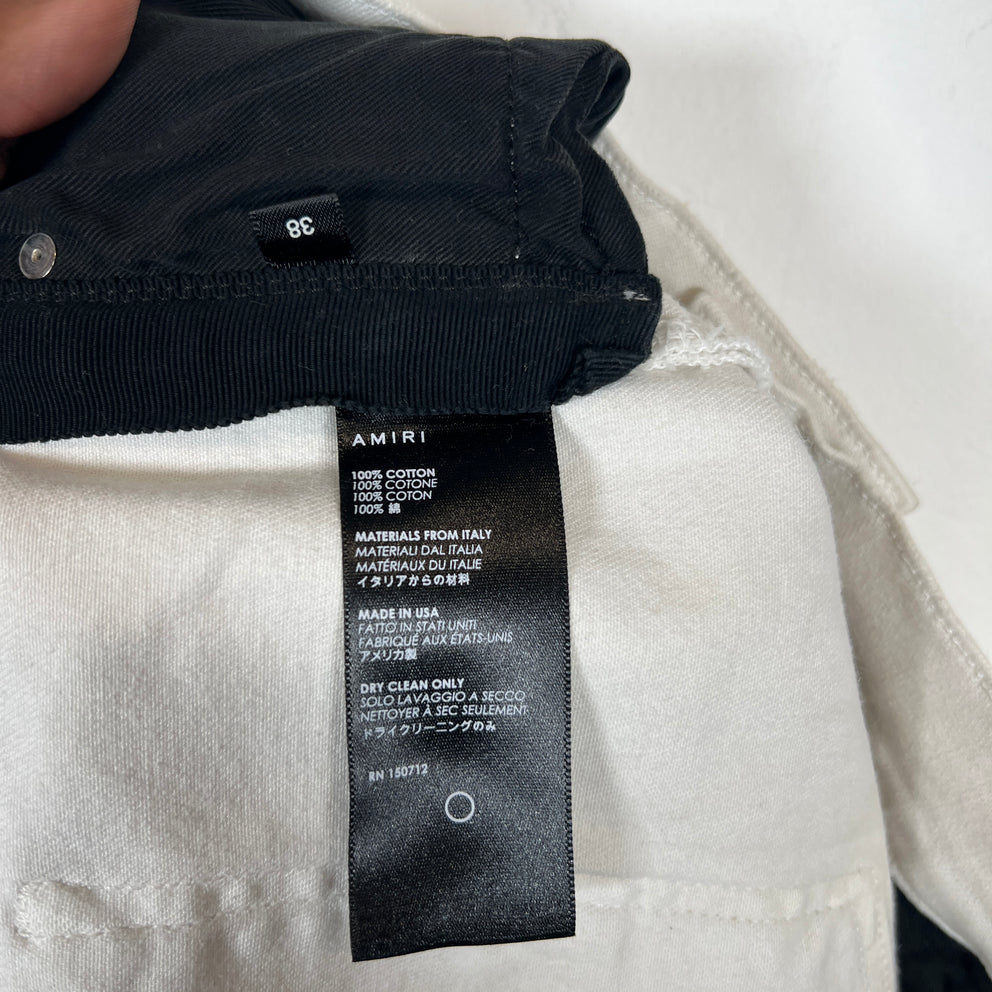 38
AMIRI
100% COTTON
100% COTONE
100% COTON
100% 綿
MATERIALS FROM ITALY
MATERIALI DAL ITALIA
MATÉRIAUX DU ITALIE
イタリアからの材料
MADE IN USA
FATTO IN STATI UNITI
FABRIQUÉ AUX ÉTATS-UNIS
アメリカ製
DRY CLEAN ONLY
SOLO LAVAGGIO A SECCO
NETTOYER À SEC SEULEMENT
ドライクリーニングのみ
RN 150712